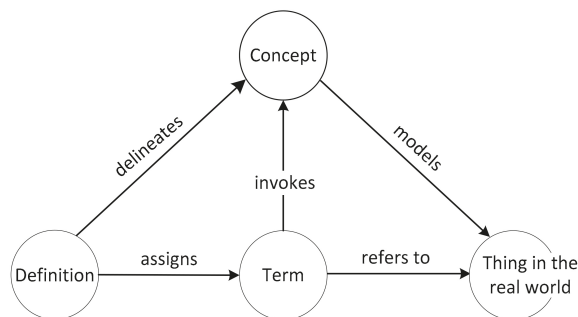 Concept
delineates
models
invokes
Definition
assigns
Term
refers to
Thing in the
real world